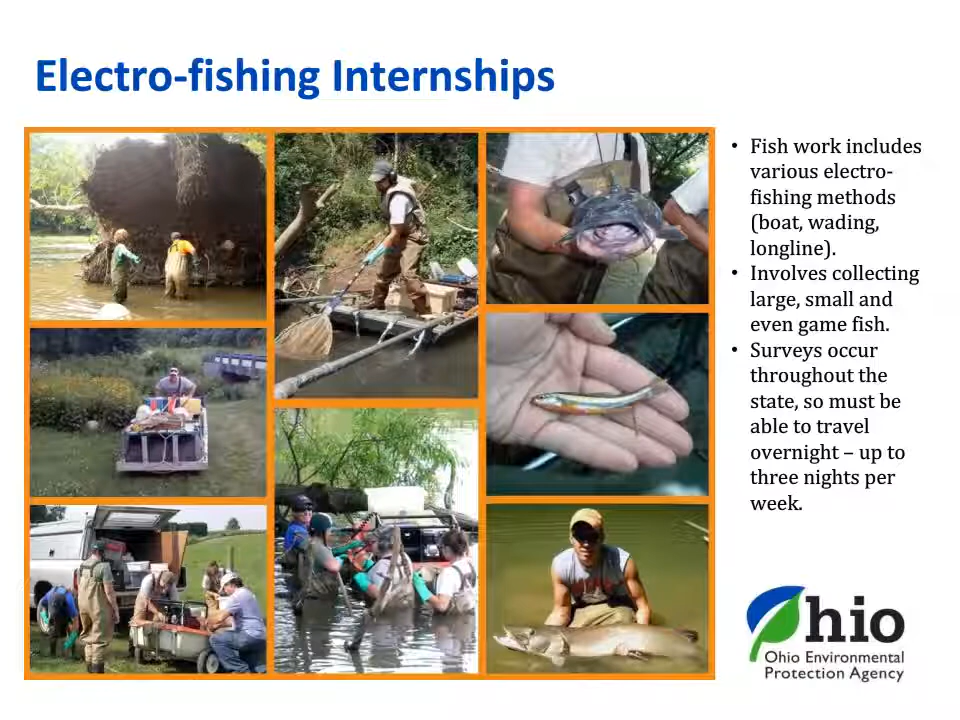 Electro-fishing Internships
• Fish work includes
various electro-
fishing methods
(boat, wading,
longline).
• Involves collecting
large, small and
even game fish.
• Surveys occur
throughout the
state, so must be
able to travel
overnight – up to
three nights per
week.
Ohio
Ohio Environmental
Protection Agency